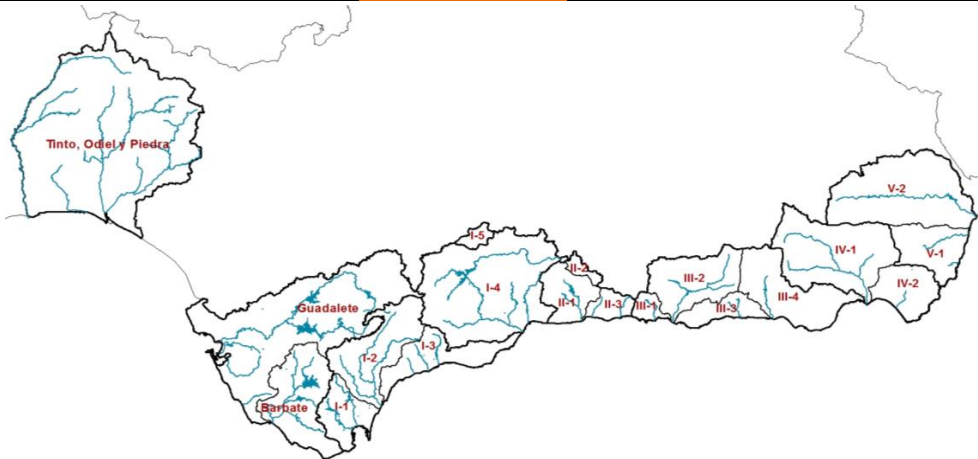 Tinto, Odiel y Piedra
V-2
I-5
IV-1
V-1
II-2
III-2
IV-2
I-4
II-1
II-3
III-1
III-3
III-4
Guadalete
I-3
I-2
Barbate
I-1